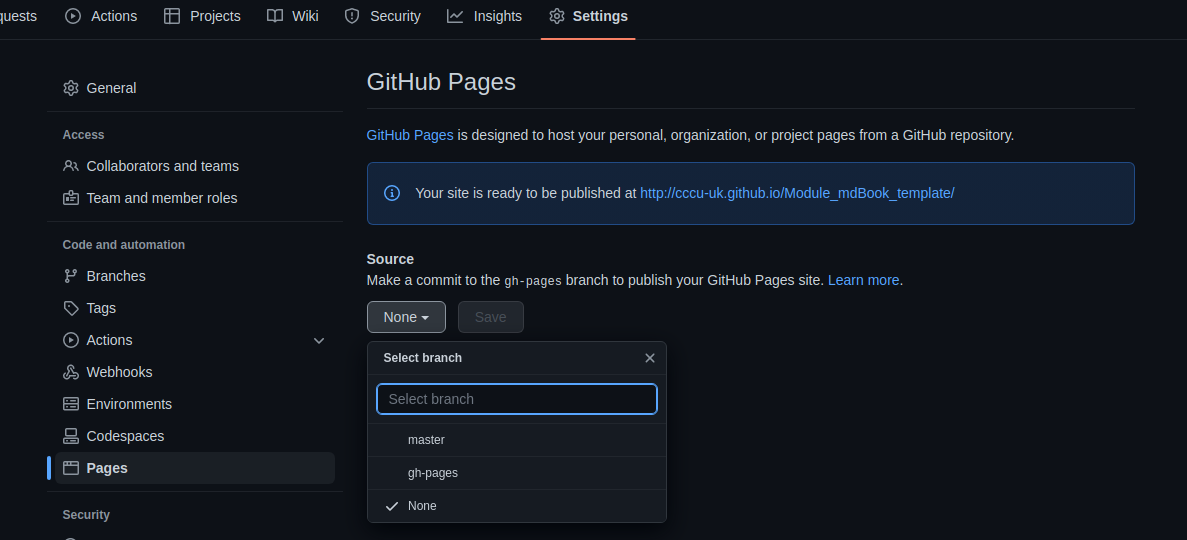 quests Actions Projects Wiki Security Insights Settings
General
Access
Collaborators and teams
Team and member roles
Code and automation
Branches
Tags
Actions
Webhooks
Environments
Codespaces
Pages
Security
GitHub Pages
GitHub Pages is designed to host your personal, organization, or project pages from a GitHub repository.
Your site is ready to be published at http://cccu-uk.github.io/Module_mdBook_template/
Source
Make a commit to the gh-pages branch to publish your GitHub Pages site. Learn more.
None Save
Select branch
Select branch
master
gh-pages
None